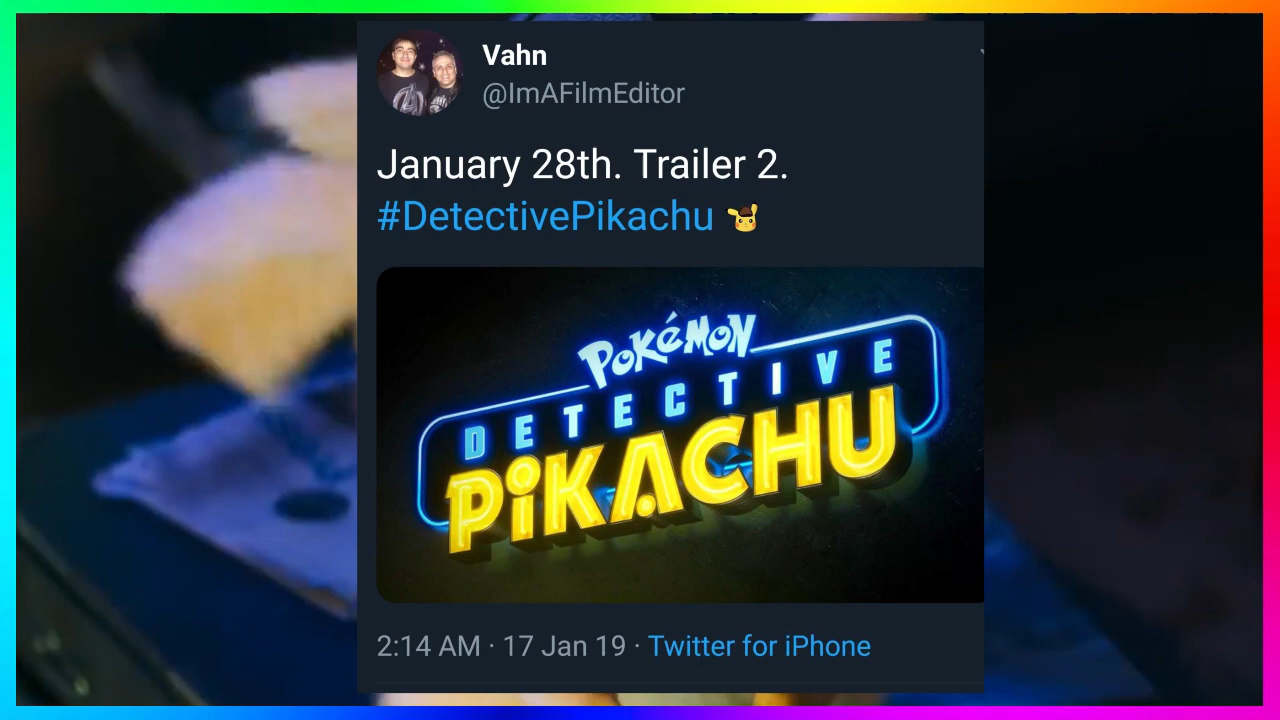 Vahn
@ImAFilmEditor
January 28th. Trailer 2.
#DetectivePikachu
POKéMON
DETECTIVE
PiKACHU
2:14 AM · 17 Jan 19 · Twitter for iPhone